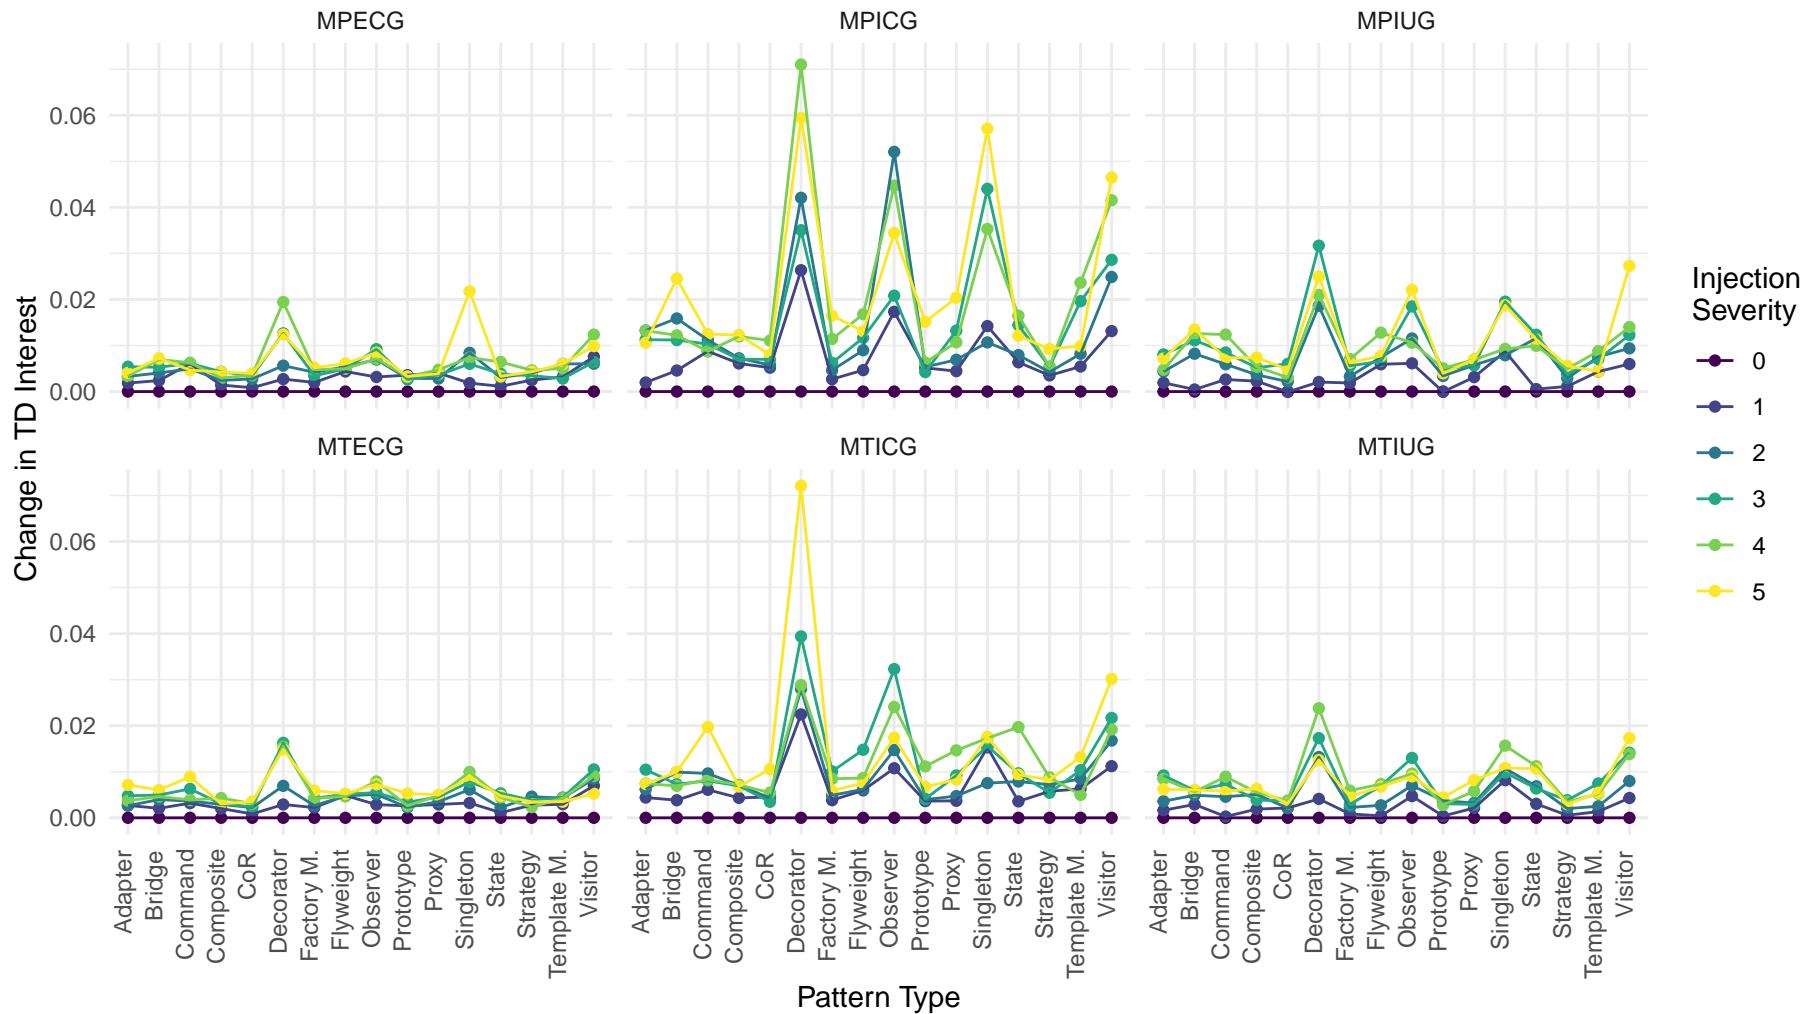 MPECG MPICG MPIUG
0.06
0.04
0.02
0.00
MTECG MTICG MTIUG
0.06
0.04
0.02
0.00
Change in TD Interest
Adapter Bridge Command Composite CoR Decorator Factory M. Flyweight Observer Prototype Proxy Singleton State Strategy Template M. Visitor
Adapter Bridge Command Composite CoR Decorator Factory M. Flyweight Observer Prototype Proxy Singleton State Strategy Template M. Visitor
Adapter Bridge Command Composite CoR Decorator Factory M. Flyweight Observer Prototype Proxy Singleton State Strategy Template M. Visitor
Pattern Type
Injection
Severity
0
1
2
3
4
5